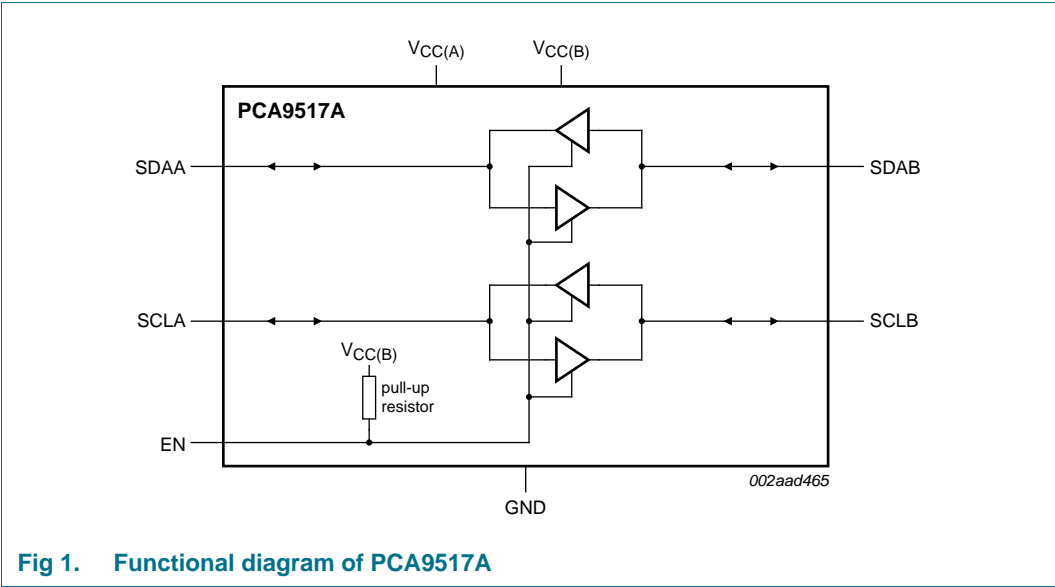 VCC(A) VCC(B)
PCA9517A
SDAA SDAB
SCLA SCLB
VCC(B)
pull-up
resistor
EN
002aad465
GND
Fig 1. Functional diagram of PCA9517A